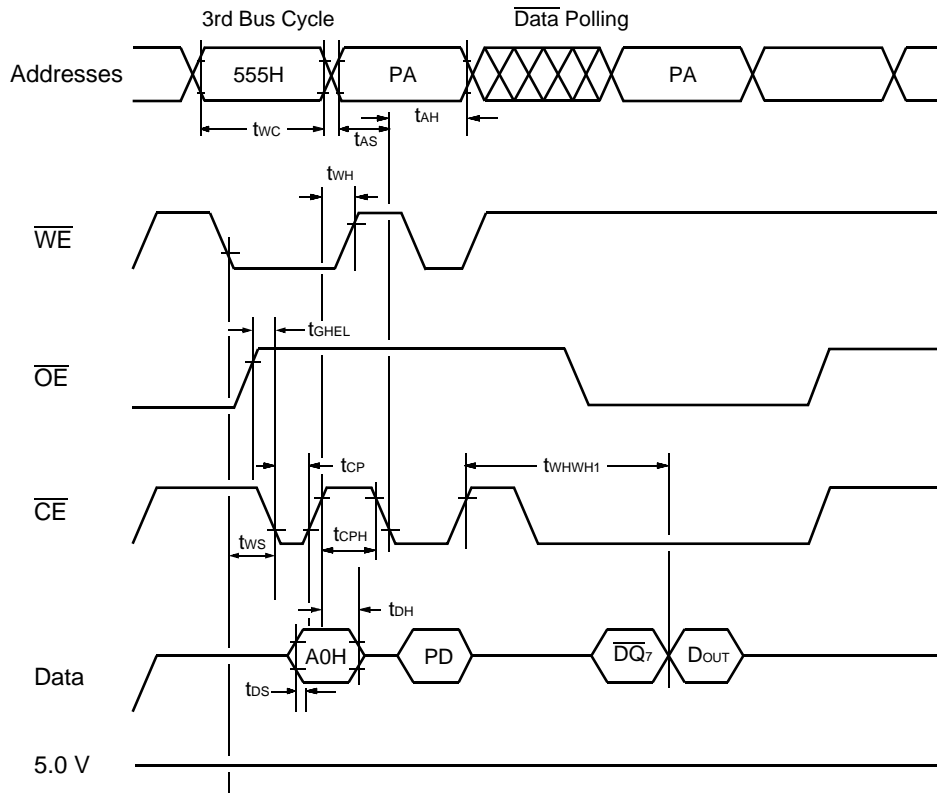 3rd Bus Cycle
Data Polling
Addresses
555H
PA
PA
tWC
tAS
tAH
tWH
WE
tGHEL
OE
tCP
tWHWH1
CE
tWS
tCPH
tDH
Data
A0H
PD
DQ7
DOUT
tDS
5.0 V